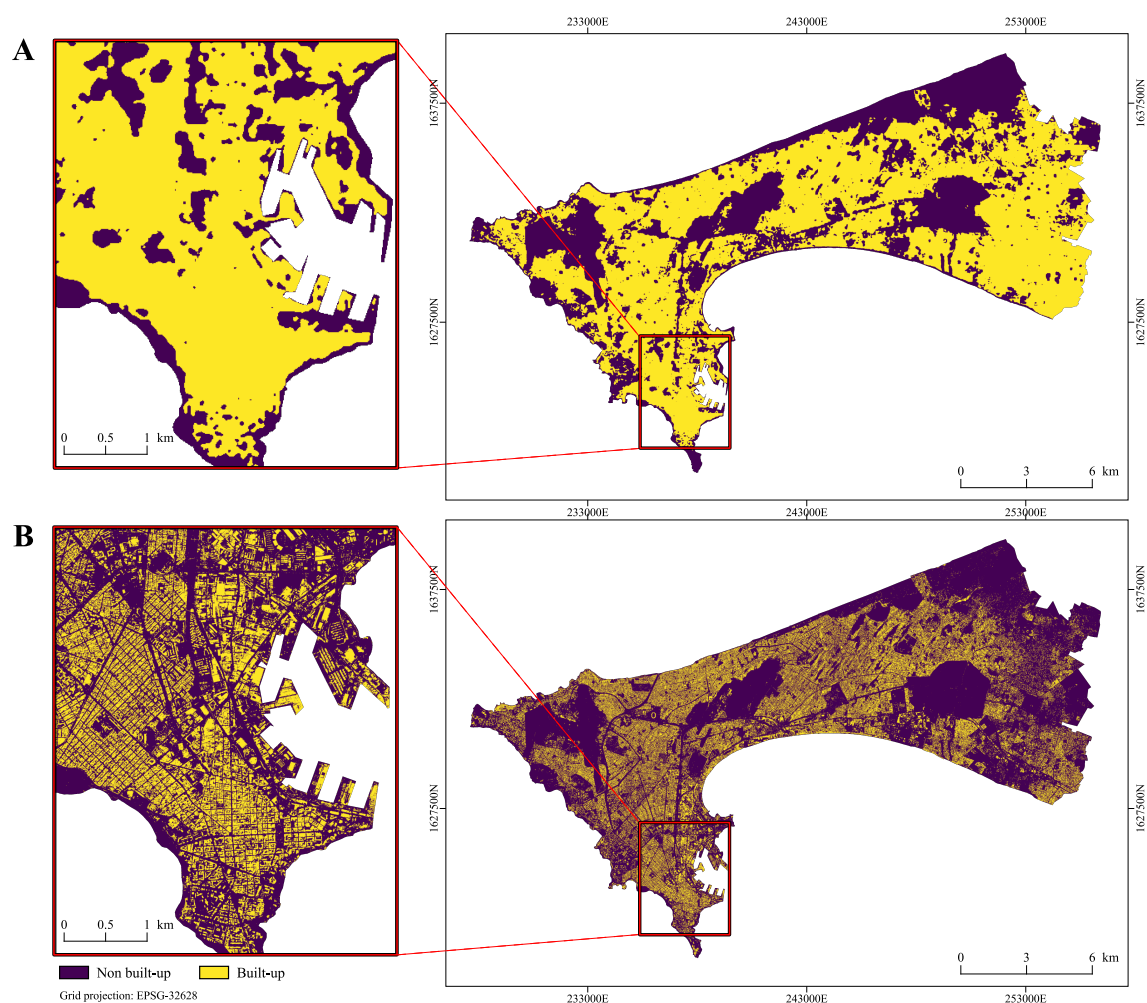 233000E 243000E 253000E
A
1637500N
1637500N
1627500N
1627500N
0 0.5 1 km
0 3 6 km
233000E 243000E 253000E
B
1637500N
1637500N
1627500N
1627500N
0 0.5 1 km
0 3 6 km
Non built-up Built-up
Grid projection: EPSG-32628
233000E 243000E 253000E